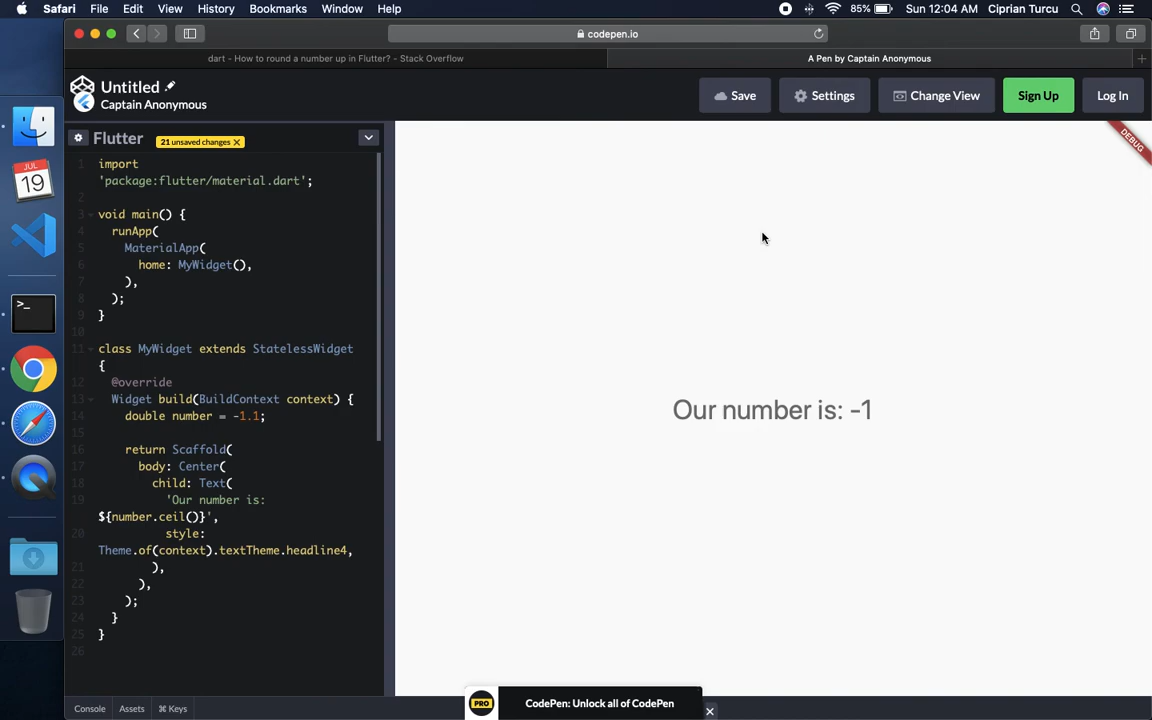 Safari File Edit View History Bookmarks Window Help 85% Sun 12:04 AM Ciprian Turcu
codepen.io
dart - How to round a number up in Flutter? - Stack Overflow
A Pen by Captain Anonymous
Untitled
Captain Anonymous
Save
Settings
Change View
Sign Up
Log In
JUL
19
>_
Flutter
21 unsaved changes ×
1 import
'package:flutter/material.dart';
2
3 void main() {
4 runApp(
5 MaterialApp(
6 home: MyWidget(),
7 ),
8 );
9 }
10
11 class MyWidget extends StatelessWidget
{
12 @override
13 Widget build(BuildContext context) {
14 double number = -1.1;
15
16 return Scaffold(
17 body: Center(
18 child: Text(
19 'Our number is:
${number.ceil()}',
20 style:
Theme.of(context).textTheme.headline4,
21 ),
22 ),
23 );
24 }
25 }
26
DEBUG
Our number is: -1
Console Assets ⌘ Keys
PRO CodePen: Unlock all of CodePen ×